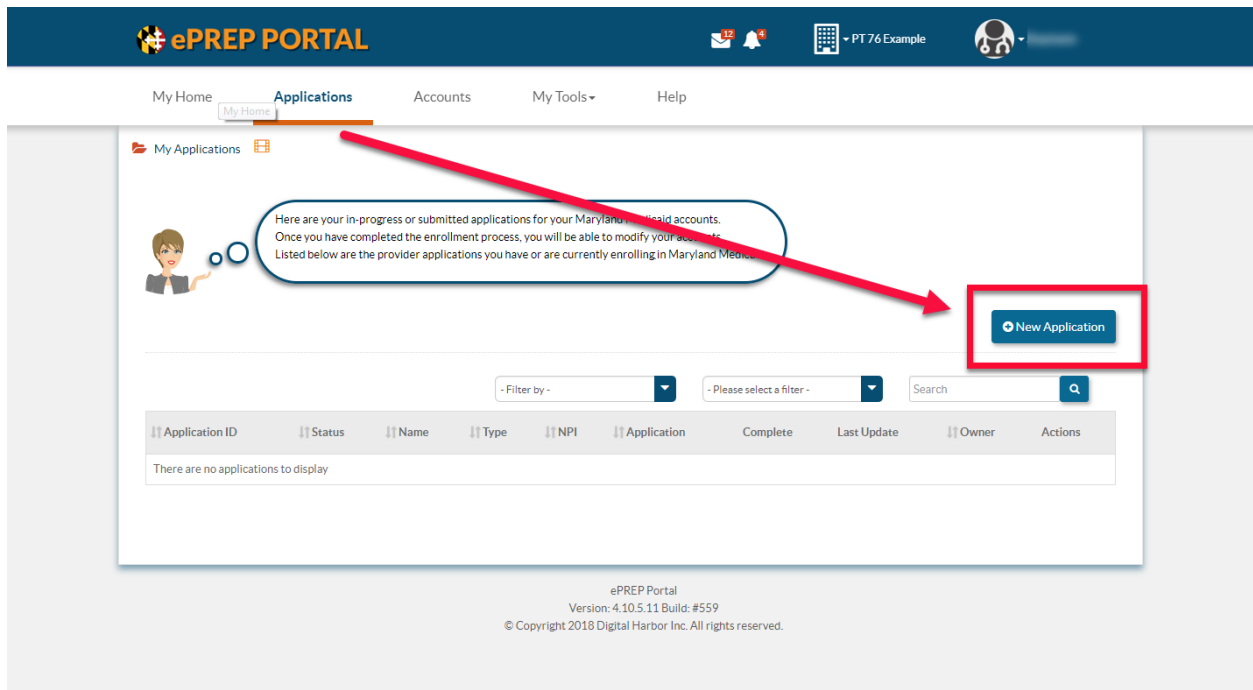 ePREP PORTAL
12
4
PT 76 Example
My Home
Applications
Accounts
My Tools
Help
My Home
My Applications
Here are your in-progress or submitted applications for your Maryland Medicaid accounts.
Once you have completed the enrollment process, you will be able to modify your accounts.
Listed below are the provider applications you have or are currently enrolling in Maryland
New Application
- Filter by -
- Please select a filter -
Search
Application ID
Status
Name
Type
NPI
Application
Complete
Last Update
Owner
Actions
There are no applications to display
ePREP Portal
Version: 4.10.5.11 Build: #559
© Copyright 2018 Digital Harbor Inc. All rights reserved.